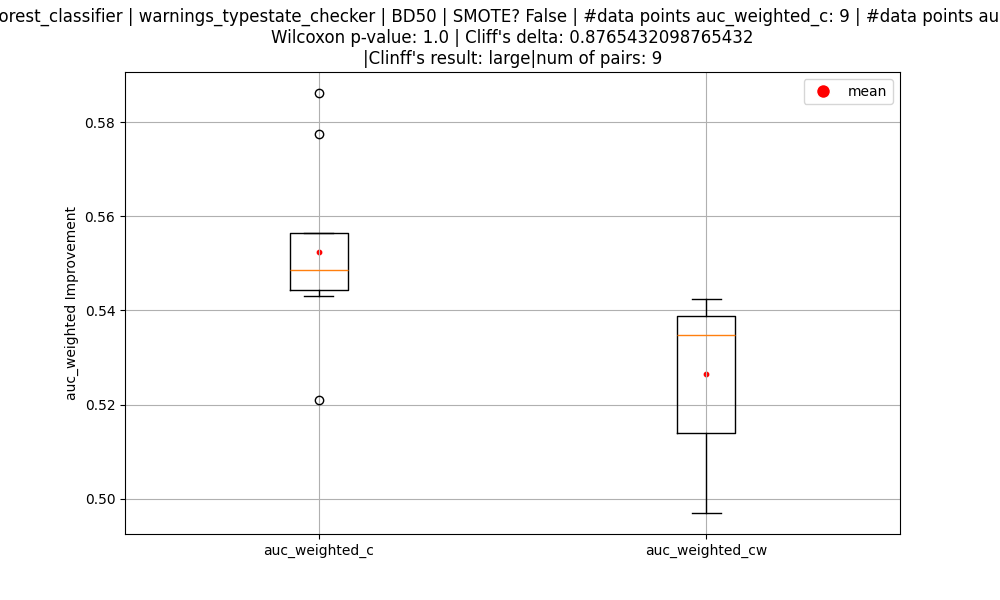 orest_classifier | warnings_typestate_checker | BD50 | SMOTE? False | #data points auc_weighted_c: 9 | #data points au
Wilcoxon p-value: 1.0 | Cliff's delta: 0.8765432098765432
|Clinff's result: large|num of pairs: 9
mean
0.58
0.56
0.54
0.52
0.50
auc_weighted Improvement
auc_weighted_c
auc_weighted_cw